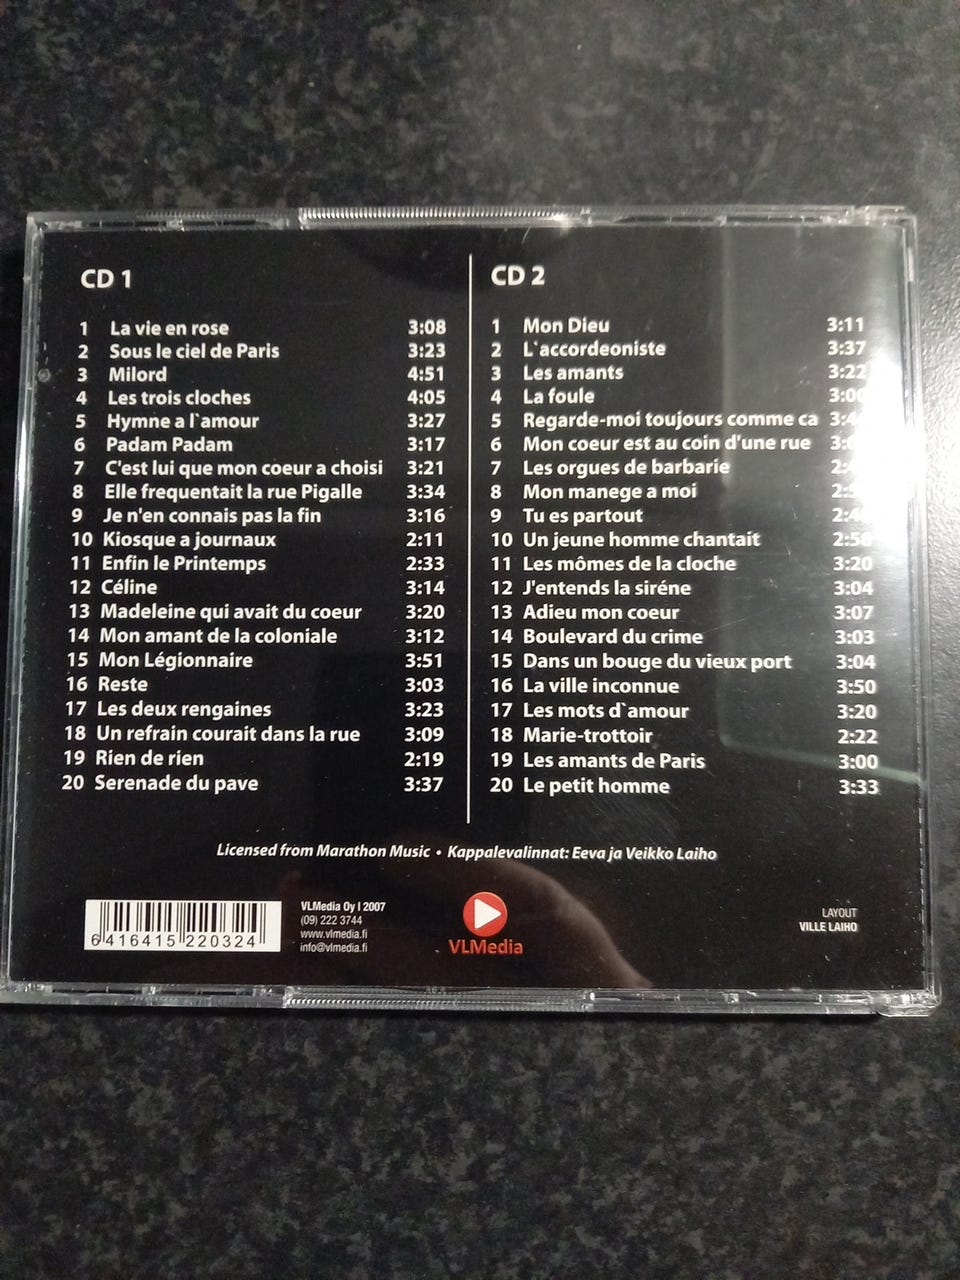 CD 1
1 La vie en rose 3:08
2 Sous le ciel de Paris 3:23
3 Milord 4:51
4 Les trois cloches 4:05
5 Hymne a l`amour 3:27
6 Padam Padam 3:17
7 C'est lui que mon coeur a choisi 3:21
8 Elle frequentait la rue Pigalle 3:34
9 Je n'en connais pas la fin 3:16
10 Kiosque a journaux 2:11
11 Enfin le Printemps 2:33
12 Céline 3:14
13 Madeleine qui avait du coeur 3:20
14 Mon amant de la coloniale 3:12
15 Mon Légionnaire 3:51
16 Reste 3:03
17 Les deux rengaines 3:23
18 Un refrain courait dans la rue 3:09
19 Rien de rien 2:19
20 Serenade du pave 3:37
CD 2
1 Mon Dieu 3:11
2 L`accordeoniste 3:37
3 Les amants 3:22
4 La foule 3:00
5 Regarde-moi toujours comme ca
6 Mon coeur est au coin d'une rue
7 Les orgues de barbarie
8 Mon manege a moi
9 Tu es partout
10 Un jeune homme chantait 2:58
11 Les mômes de la cloche 3:20
12 J'entends la siréne 3:04
13 Adieu mon coeur 3:07
14 Boulevard du crime 3:03
15 Dans un bouge du vieux port 3:04
16 La ville inconnue 3:50
17 Les mots d`amour 3:20
18 Marie-trottoir 2:22
19 Les amants de Paris 3:00
20 Le petit homme 3:33
Licensed from Marathon Music • Kappalevalinnat: Eeva ja Veikko Laiho
6 416415 220324
VLMedia Oy I 2007
(09) 222 3744
www.vlmedia.fi
info@vlmedia.fi
VLMedia
LAYOUT
VILLE LAIHO